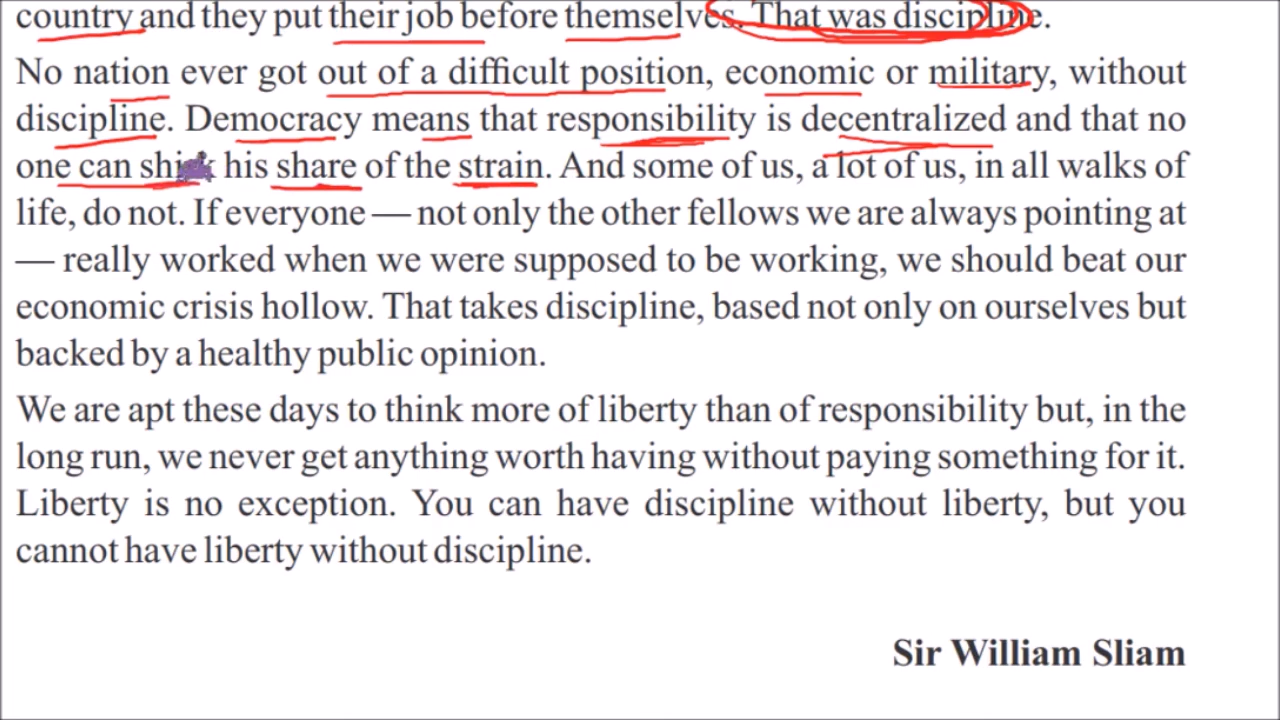 country and they put their job before themselves. That was discipline.
No nation ever got out of a difficult position, economic or military, without
discipline. Democracy means that responsibility is decentralized and that no
one can shirk his share of the strain. And some of us, a lot of us, in all walks of
life, do not. If everyone — not only the other fellows we are always pointing at
— really worked when we were supposed to be working, we should beat our
economic crisis hollow. That takes discipline, based not only on ourselves but
backed by a healthy public opinion.
We are apt these days to think more of liberty than of responsibility but, in the
long run, we never get anything worth having without paying something for it.
Liberty is no exception. You can have discipline without liberty, but you
cannot have liberty without discipline.
Sir William Sliam